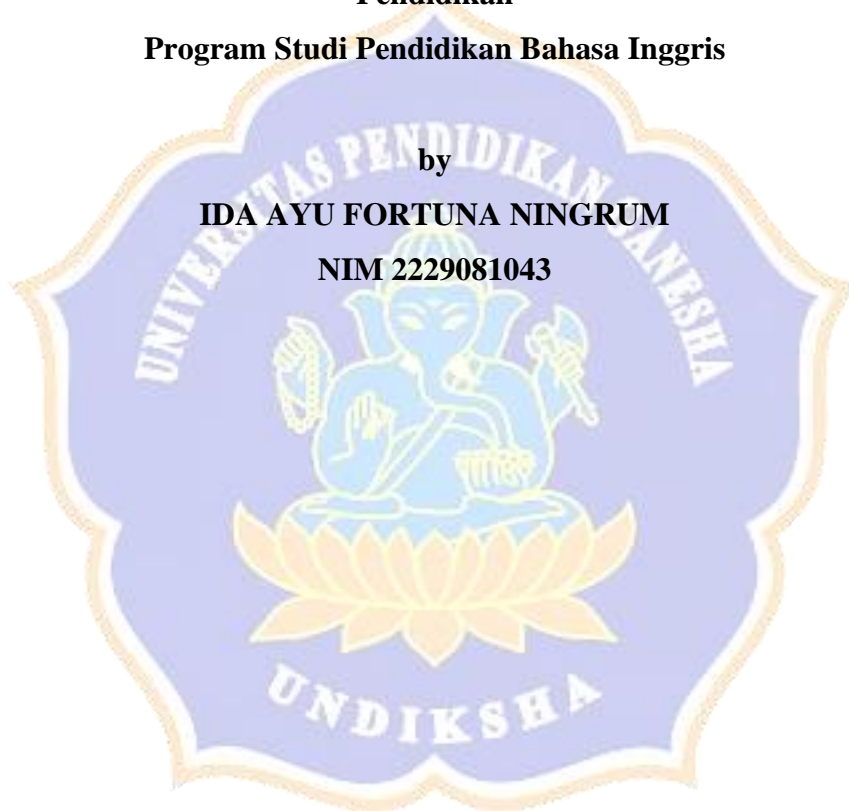 Pendidikan
Program Studi Pendidikan Bahasa Inggris
by
IDA AYU FORTUNA NINGRUM
NIM 2229081043
UNIVERSITAS PENDIDIKAN GANESHA
UNDIKSHA